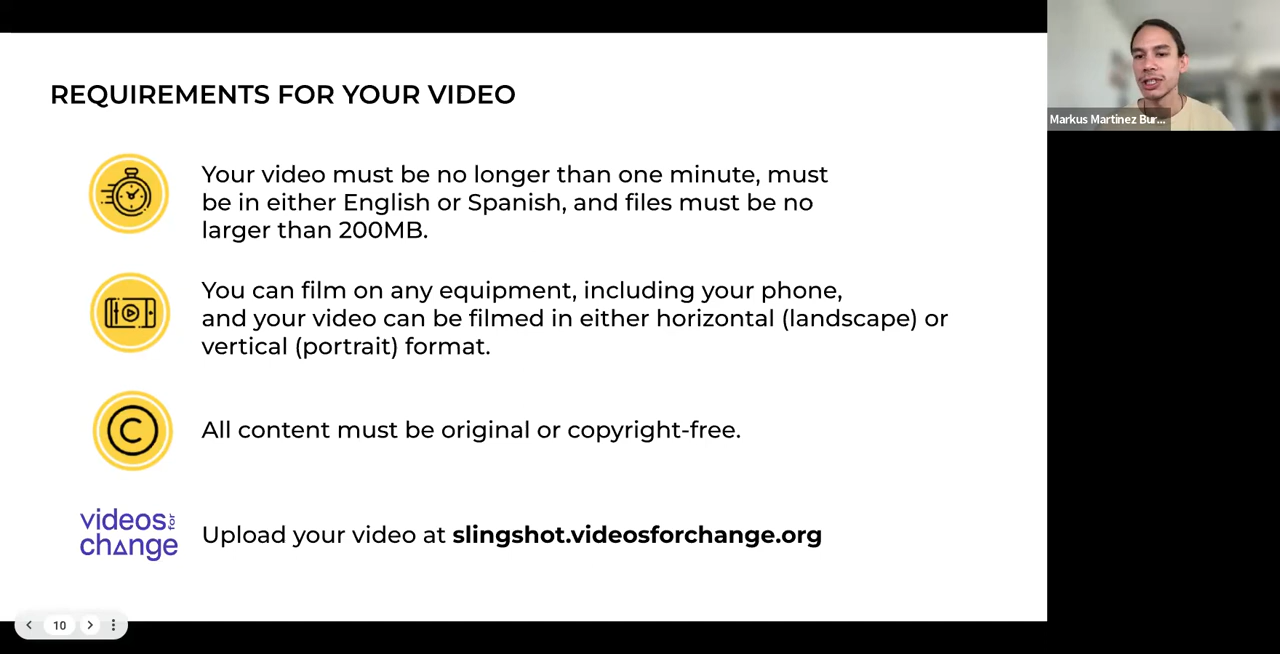 REQUIREMENTS FOR YOUR VIDEO
Your video must be no longer than one minute, must
be in either English or Spanish, and files must be no
larger than 200MB.
You can film on any equipment, including your phone,
and your video can be filmed in either horizontal (landscape) or
vertical (portrait) format.
C
All content must be original or copyright-free.
videos for
change
Upload your video at slingshot.videosforchange.org
10
Markus Martinez Bur...